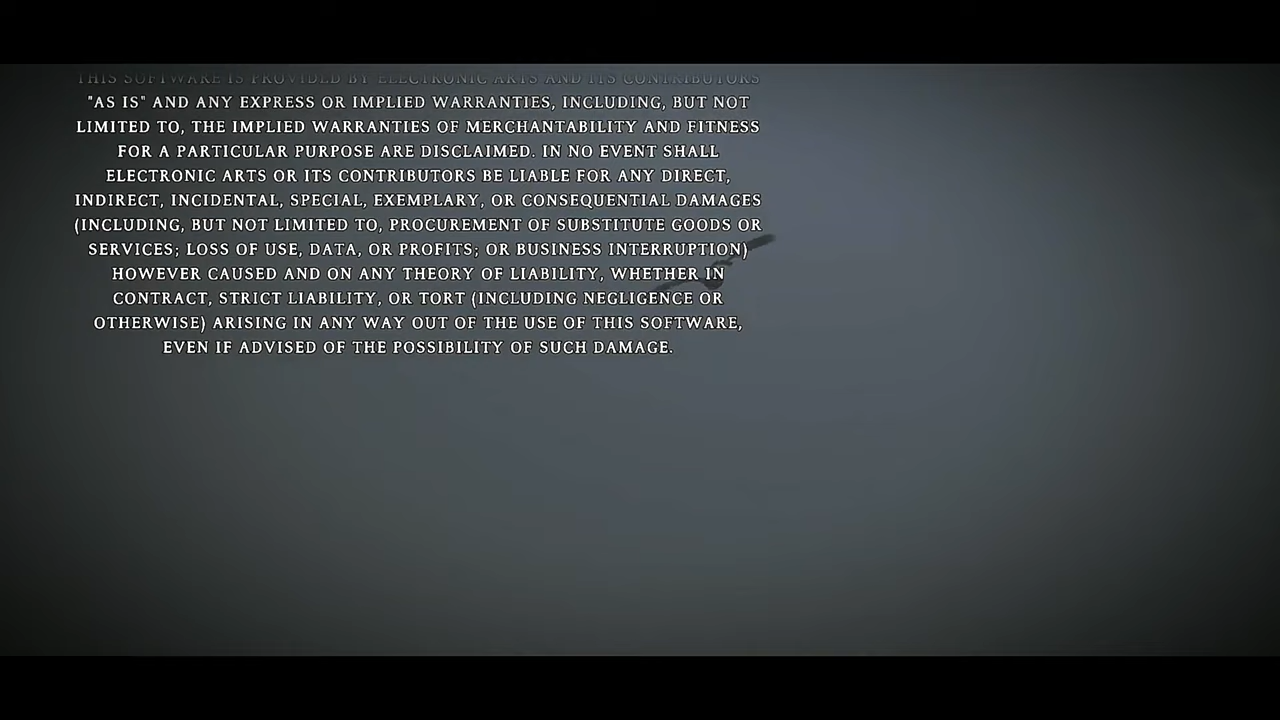 THIS SOFTWARE IS PROVIDED BY ELECTRONIC ARTS AND ITS CONTRIBUTORS
"AS IS" AND ANY EXPRESS OR IMPLIED WARRANTIES, INCLUDING, BUT NOT
LIMITED TO, THE IMPLIED WARRANTIES OF MERCHANTABILITY AND FITNESS
FOR A PARTICULAR PURPOSE ARE DISCLAIMED. IN NO EVENT SHALL
ELECTRONIC ARTS OR ITS CONTRIBUTORS BE LIABLE FOR ANY DIRECT,
INDIRECT, INCIDENTAL, SPECIAL, EXEMPLARY, OR CONSEQUENTIAL DAMAGES
(INCLUDING, BUT NOT LIMITED TO, PROCUREMENT OF SUBSTITUTE GOODS OR
SERVICES; LOSS OF USE, DATA, OR PROFITS; OR BUSINESS INTERRUPTION)
HOWEVER CAUSED AND ON ANY THEORY OF LIABILITY, WHETHER IN
CONTRACT, STRICT LIABILITY, OR TORT (INCLUDING NEGLIGENCE OR
OTHERWISE) ARISING IN ANY WAY OUT OF THE USE OF THIS SOFTWARE,
EVEN IF ADVISED OF THE POSSIBILITY OF SUCH DAMAGE.